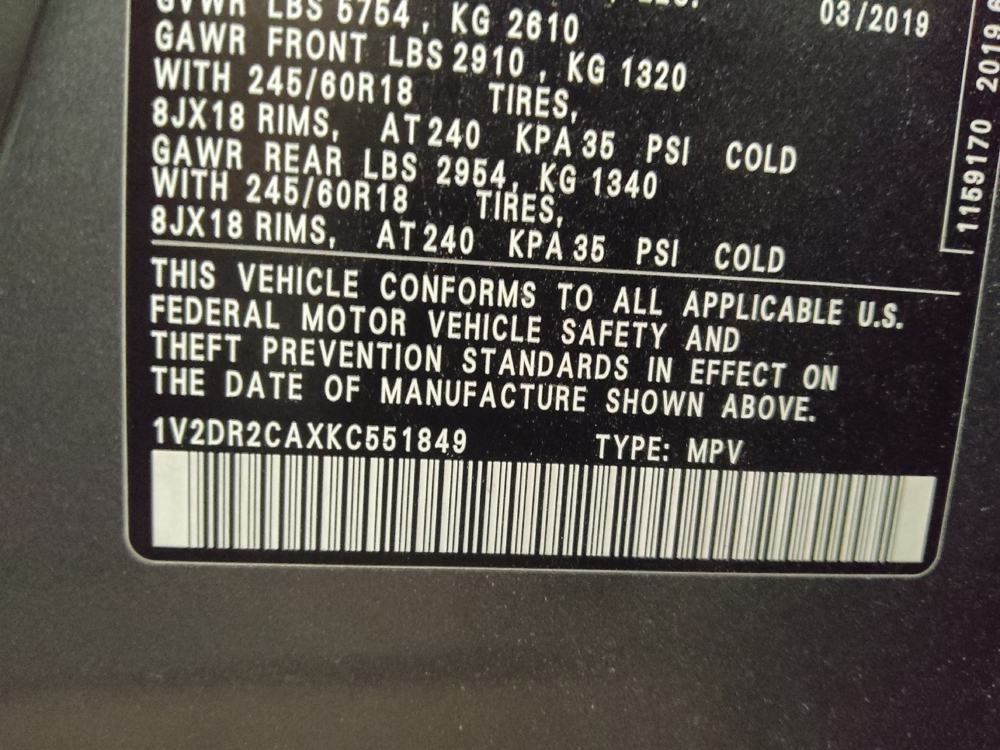 03/2019
GVWR LBS 5754, KG 2610
GAWR FRONT LBS 2910, KG 1320
WITH 245/60R18 TIRES,
8JX18 RIMS, AT 240 KPA 35 PSI COLD
GAWR REAR LBS 2954, KG 1340
WITH 245/60R18 TIRES,
8JX18 RIMS, AT 240 KPA 35 PSI COLD
THIS VEHICLE CONFORMS TO ALL APPLICABLE U.S.
FEDERAL MOTOR VEHICLE SAFETY AND
THEFT PREVENTION STANDARDS IN EFFECT ON
THE DATE OF MANUFACTURE SHOWN ABOVE.
1V2DR2CAXKC551849 TYPE: MPV
1159170 2019